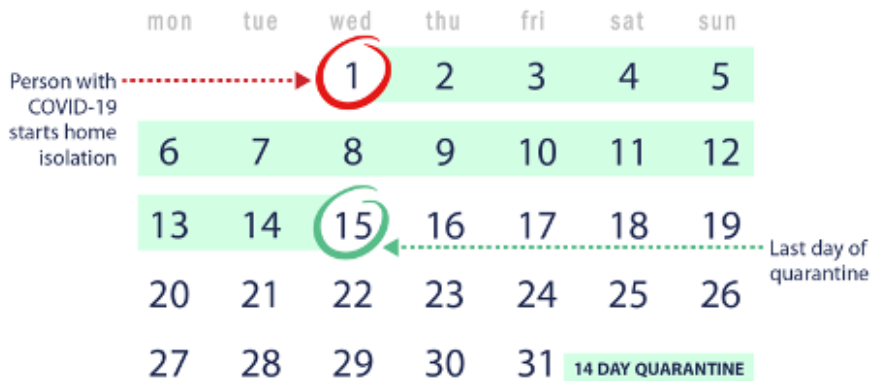 mon tue wed thu fri sat sun
1 2 3 4 5
Person with
COVID-19
starts home
isolation
6 7 8 9 10 11 12
13 14 15 16 17 18 19
Last day of
quarantine
20 21 22 23 24 25 26
27 28 29 30 31
14 DAY QUARANTINE